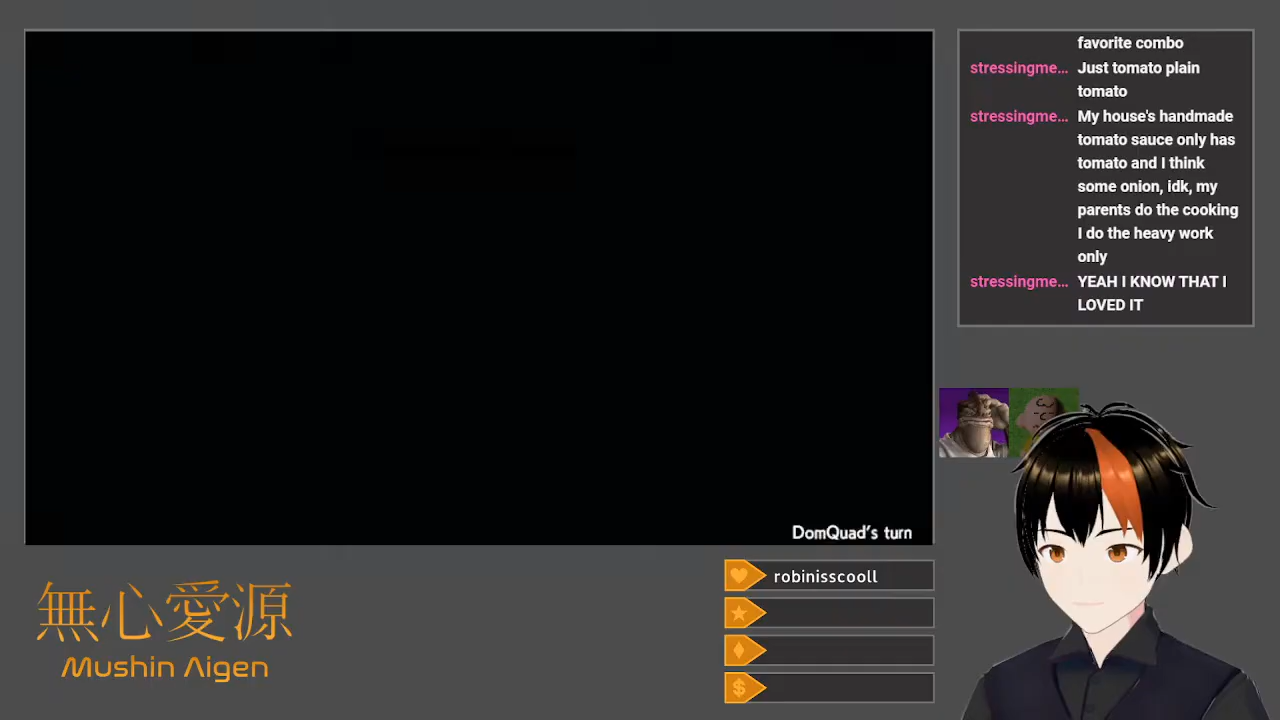 favorite combo
stressingme… Just tomato plain
tomato
stressingme… My house's handmade
tomato sauce only has
tomato and I think
some onion, idk, my
parents do the cooking
I do the heavy work
only
stressingme… YEAH I KNOW THAT I
LOVED IT
DomQuad's turn
robinisscooll
無心愛源
Mushin Aigen